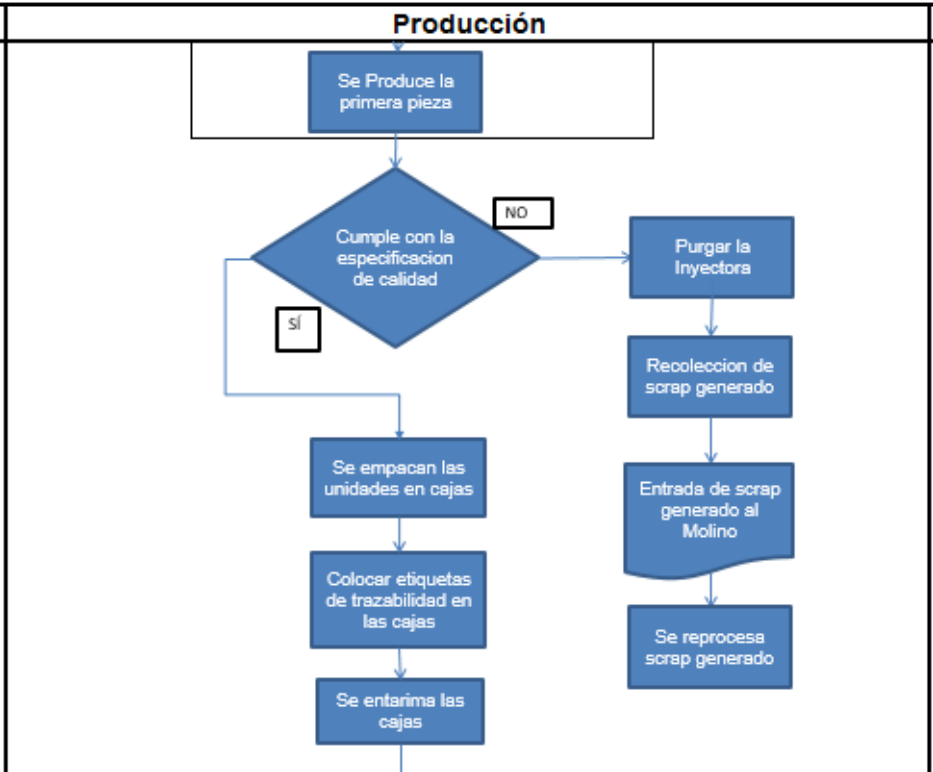 Producción
Se Produce la
primera pieza
Cumple con la
especificacion
de calidad
NO
SÍ
Purgar la
Inyectora
Recoleccion de
scrap generado
Entrada de scrap
generado al
Molino
Se reprocesa
scrap generado
Se empacan las
unidades en cajas
Colocar etiquetas
de trazabilidad en
las cajas
Se entarima las
cajas